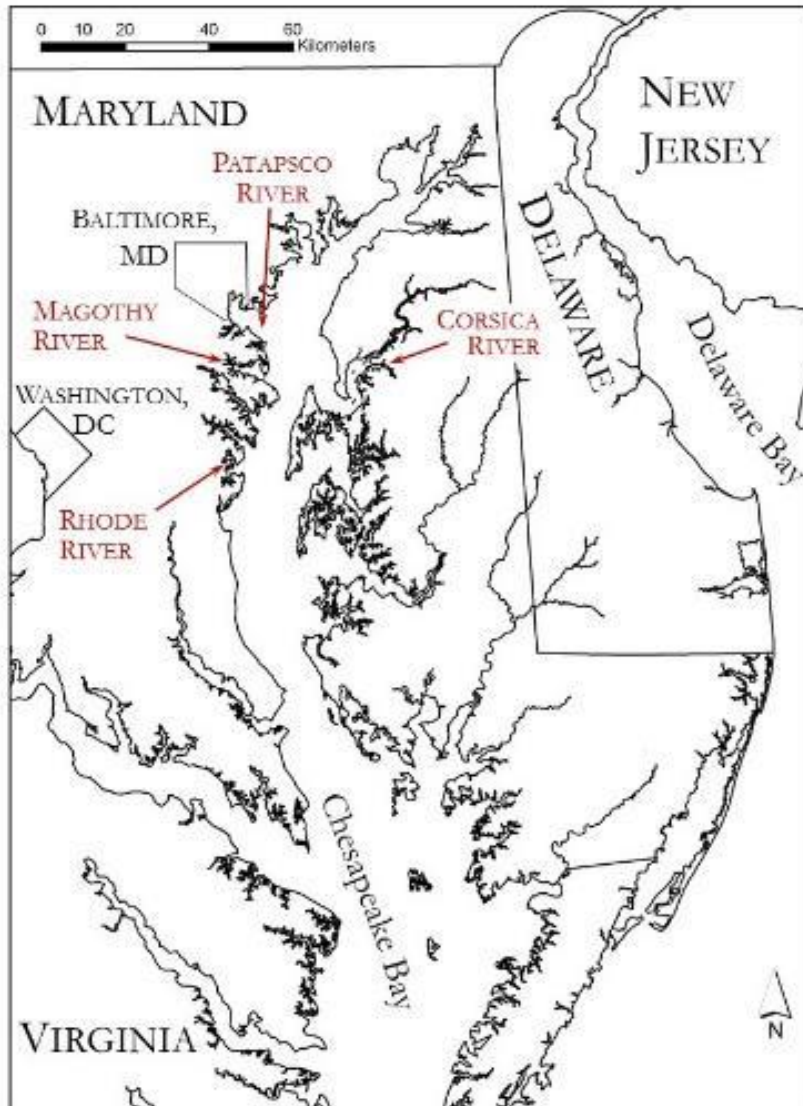 0 20 40 60
Kilometers
MARYLAND
NEW
JERSEY
PATAPSCO
RIVER
BALTIMORE,
MD
DELAWARE
MAGOTHY
RIVER
CORSICA
RIVER
Delaware Bay
WASHINGTON,
DC
RHODE
RIVER
Chesapeake Bay
VIRGINIA
N